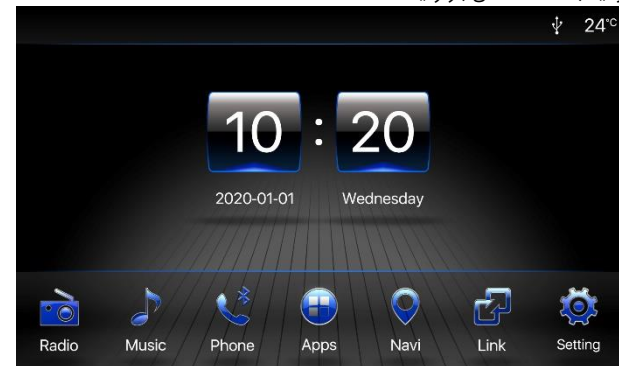 24°C
10 : 20
2020-01-01 Wednesday
Radio Music Phone Apps Navi Link Setting